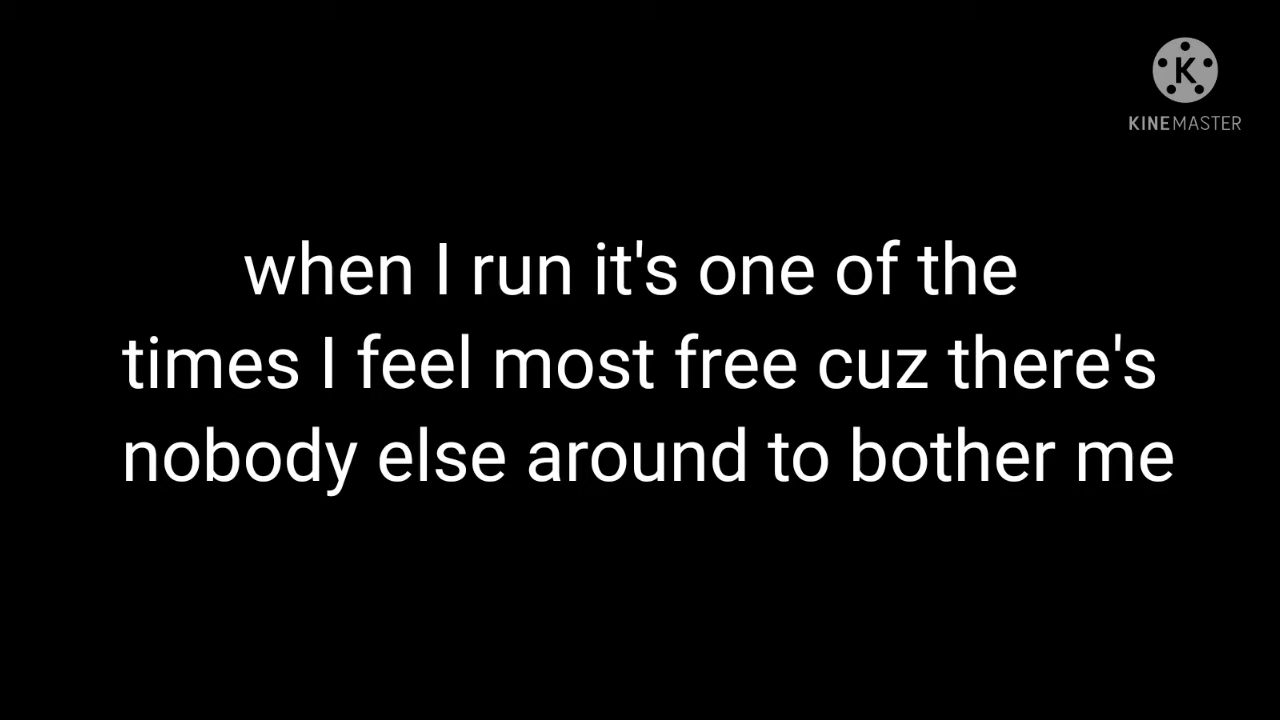 K
KINEMASTER
when I run it's one of the
times I feel most free cuz there's
nobody else around to bother me